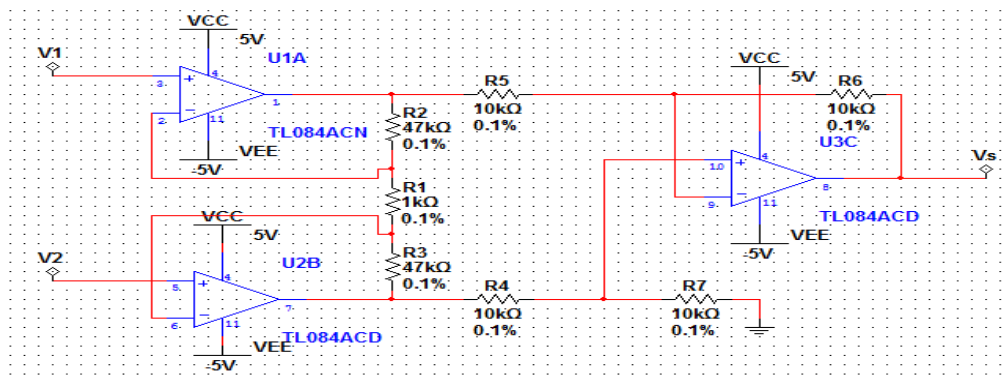 VCC
5V
V1
U1A
3
4
1
2
11
TL084ACN
VEE
-5V
R5
10kΩ
0.1%
R2
47kΩ
0.1%
R1
1kΩ
0.1%
VCC
5V
R6
10kΩ
0.1%
U3C
10
4
8
9
11
Vs
TL084ACD
VEE
-5V
VCC
5V
V2
U2B
5
4
7
6
11
TL084ACD
VEE
-5V
R3
47kΩ
0.1%
R4
10kΩ
0.1%
R7
10kΩ
0.1%